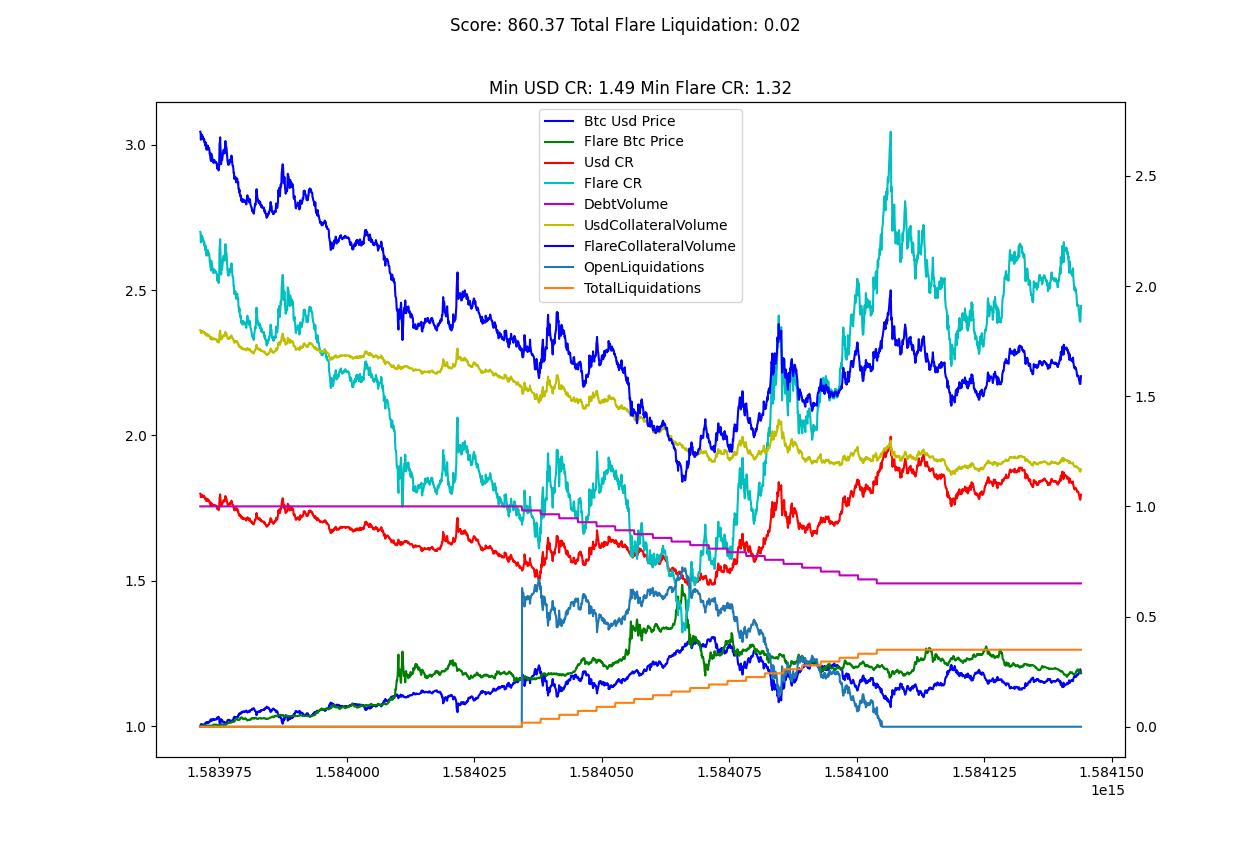 Score: 860.37 Total Flare Liquidation: 0.02
Min USD CR: 1.49 Min Flare CR: 1.32
Btc Usd Price
Flare Btc Price
Usd CR
Flare CR
DebtVolume
UsdCollateralVolume
FlareCollateralVolume
OpenLiquidations
TotalLiquidations
3.0
2.5
2.0
1.5
1.0
2.5
2.0
1.5
1.0
0.5
0.0
1.583975 1.584000 1.584025 1.584050 1.584075 1.584100 1.584125 1.584150
1e15